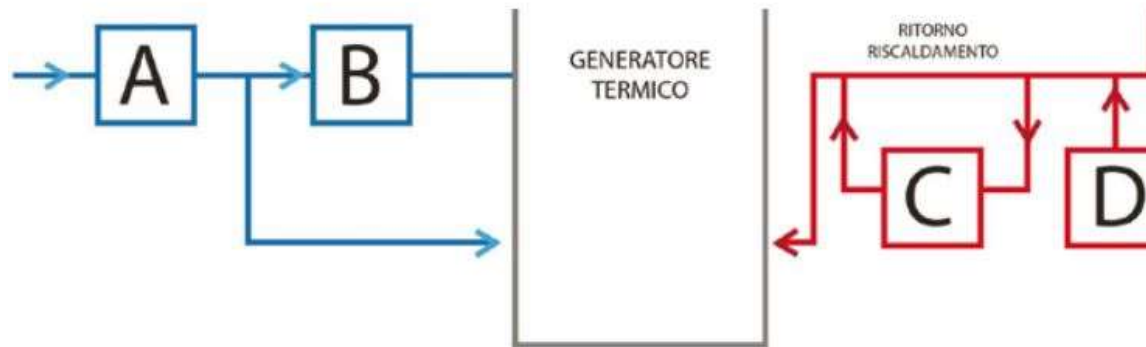 A
B
GENERATORE
TERMICO
RITORNO
RISCALDAMENTO
C
D